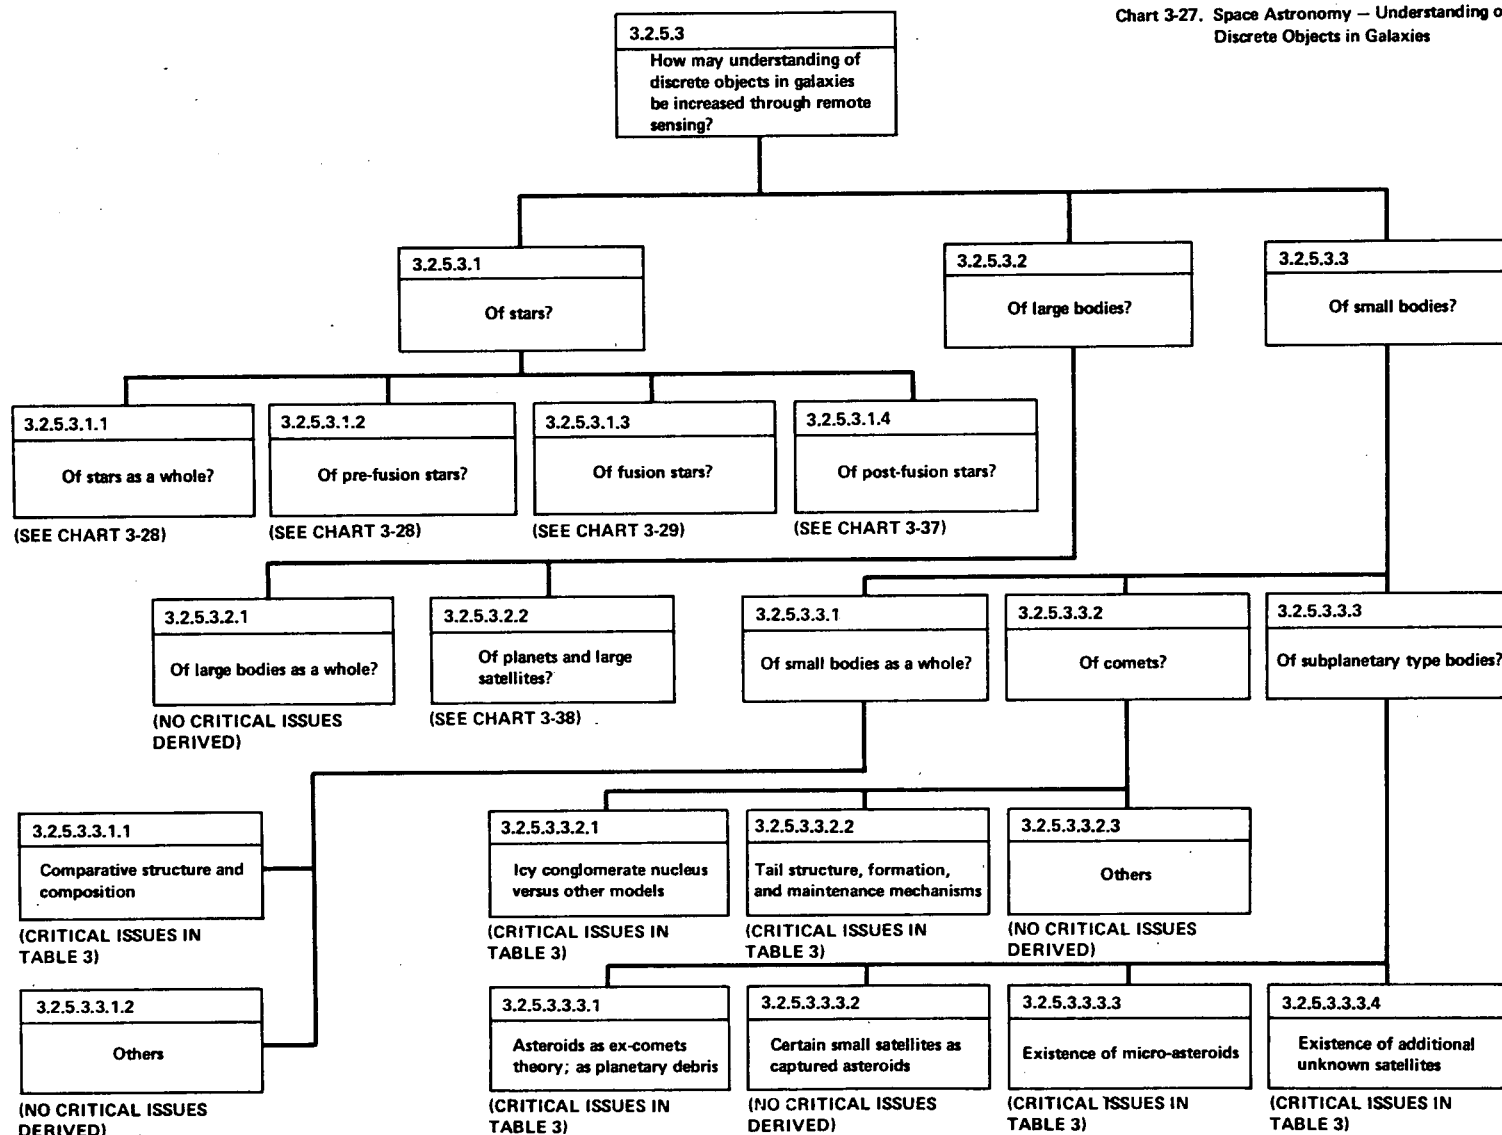 Chart 3-27. Space Astronomy — Understanding o
Discrete Objects in Galaxies
3.2.5.3
How may understanding of
discrete objects in galaxies
be increased through remote
sensing?
3.2.5.3.1
Of stars?
3.2.5.3.2
Of large bodies?
3.2.5.3.3
Of small bodies?
3.2.5.3.1.1
Of stars as a whole?
(SEE CHART 3-28)
3.2.5.3.1.2
Of pre-fusion stars?
(SEE CHART 3-28)
3.2.5.3.1.3
Of fusion stars?
(SEE CHART 3-29)
3.2.5.3.1.4
Of post-fusion stars?
(SEE CHART 3-37)
3.2.5.3.2.1
Of large bodies as a whole?
(NO CRITICAL ISSUES
DERIVED)
3.2.5.3.2.2
Of planets and large
satellites?
(SEE CHART 3-38)
3.2.5.3.3.1
Of small bodies as a whole?
3.2.5.3.3.2
Of comets?
3.2.5.3.3.3
Of subplanetary type bodies?
3.2.5.3.3.1.1
Comparative structure and
composition
(CRITICAL ISSUES IN
TABLE 3)
3.2.5.3.3.2.1
Icy conglomerate nucleus
versus other models
(CRITICAL ISSUES IN
TABLE 3)
3.2.5.3.3.2.2
Tail structure, formation,
and maintenance mechanisms
(CRITICAL ISSUES IN
TABLE 3)
3.2.5.3.3.2.3
Others
(NO CRITICAL ISSUES
DERIVED)
3.2.5.3.3.1.2
Others
(NO CRITICAL ISSUES
DERIVED)
3.2.5.3.3.3.1
Asteroids as ex-comets
theory; as planetary debris
(CRITICAL ISSUES IN
TABLE 3)
3.2.5.3.3.3.2
Certain small satellites as
captured asteroids
(NO CRITICAL ISSUES
DERIVED)
3.2.5.3.3.3.3
Existence of micro-asteroids
(CRITICAL ISSUES IN
TABLE 3)
3.2.5.3.3.3.4
Existence of additional
unknown satellites
(CRITICAL ISSUES IN
TABLE 3)